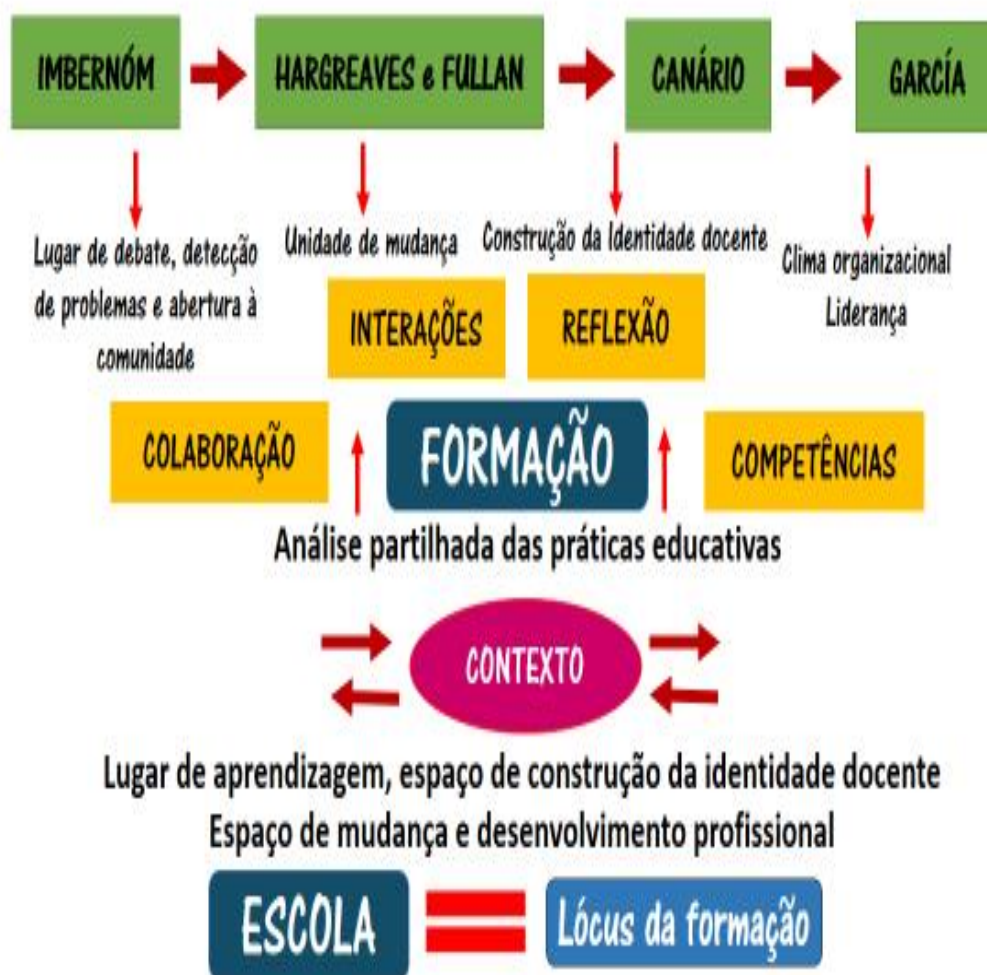 IMBERNÓM
HARGREAVES e FULLAN
CANÁRIO
GARCÍA
Lugar de debate, detecção
de problemas e abertura à
comunidade
Unidade de mudança
Construção da Identidade docente
Clima organizacional
Liderança
INTERAÇÕES
REFLEXÃO
COLABORAÇÃO
FORMAÇÃO
COMPETÊNCIAS
Análise partilhada das práticas educativas
CONTEXTO
Lugar de aprendizagem, espaço de construção da identidade docente
Espaço de mudança e desenvolvimento profissional
ESCOLA
Lócus da formação